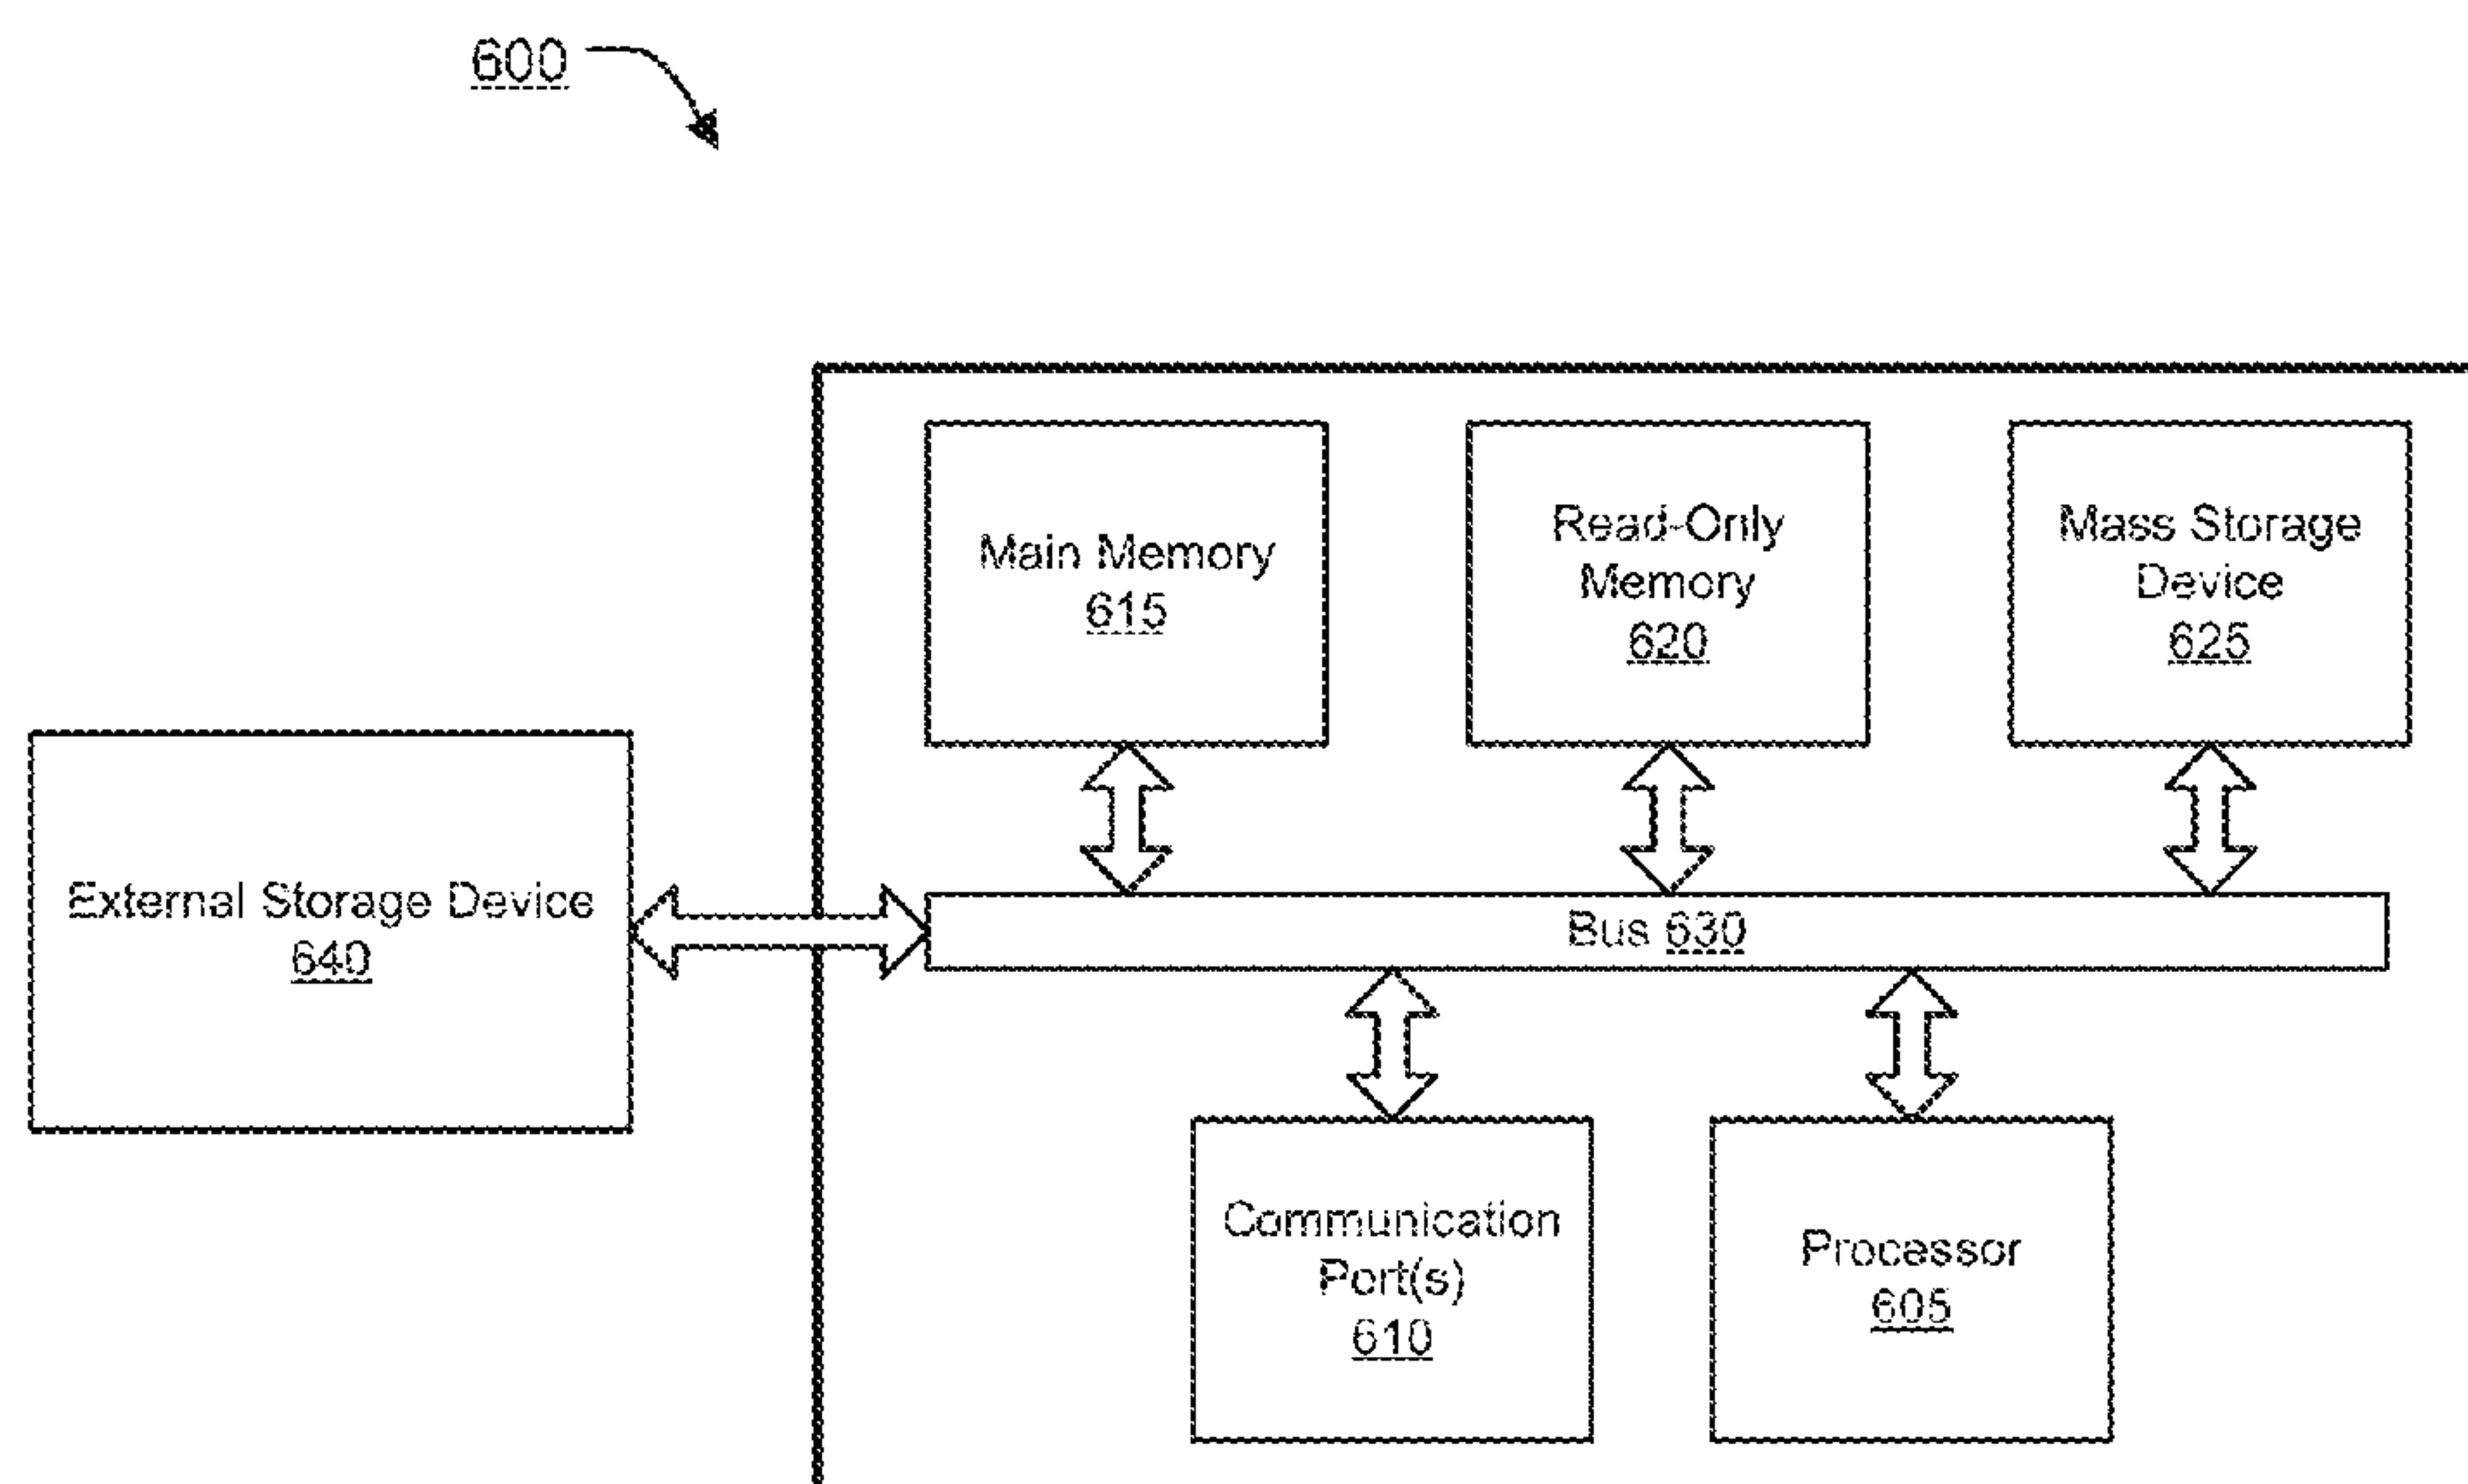 600
Main Memory
615
Read-Only
Memory
620
Mass Storage
Device
625
External Storage Device
640
Bus 630
Communication
Port(s)
610
Processor
605